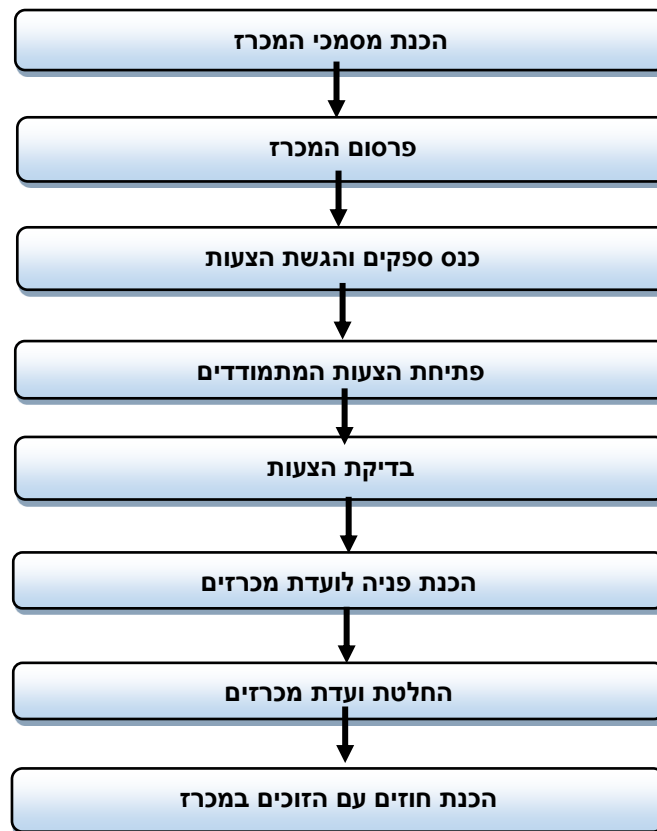 הכנת מסמכי המכרז
פרסום המכרז
כנס ספקים והגשת הצעות
פתיחת הצעות המתמודדים
בדיקת הצעות
הכנת פניה לועדת מכרזים
החלטת ועדת מכרזים
הכנת חוזים עם הזוכים במכרז